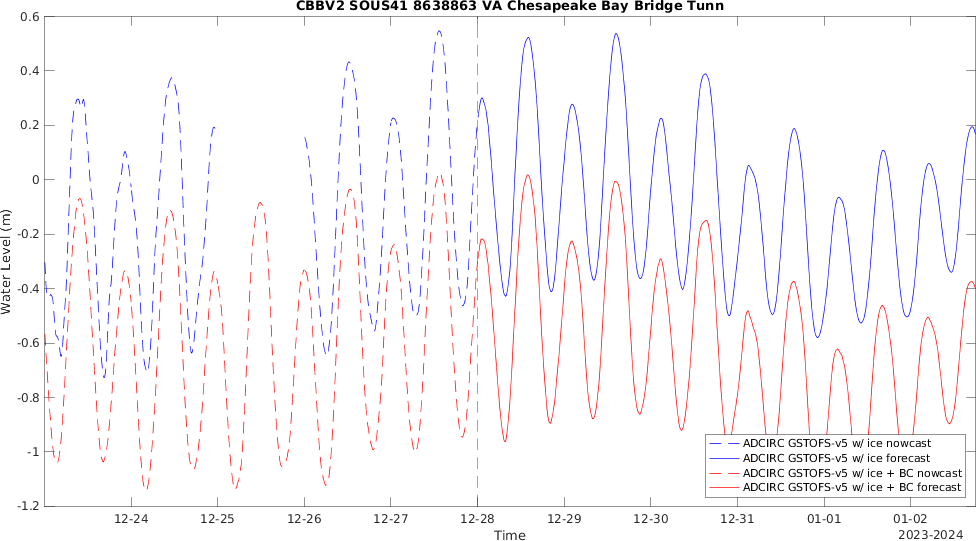 CBBV2 SOUS41 8638863 VA Chesapeake Bay Bridge Tunn
0.6
0.4
0.2
0
-0.2
-0.4
-0.6
-0.8
-1
-1.2
Water Level (m)
12-24 12-25 12-26 12-27 12-28 12-29 12-30 12-31 01-01 01-02
Time
2023-2024
ADCIRC GSTOFS-v5 w/ ice nowcast
ADCIRC GSTOFS-v5 w/ ice forecast
ADCIRC GSTOFS-v5 w/ ice + BC nowcast
ADCIRC GSTOFS-v5 w/ ice + BC forecast